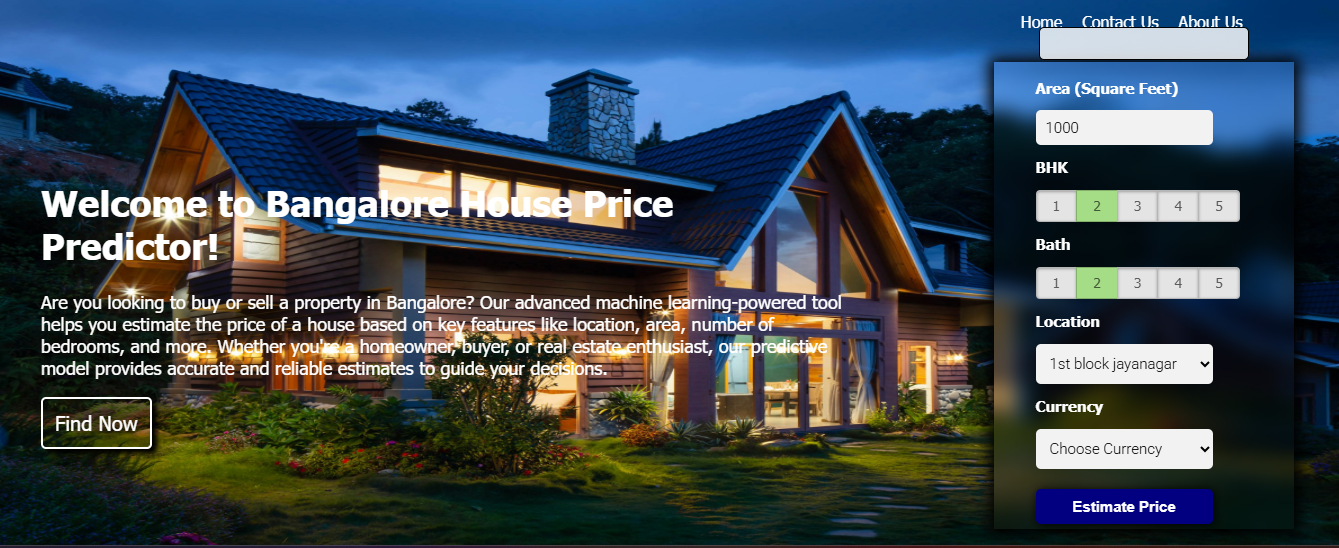 Home Contact Us About Us
Welcome to Bangalore House Price
Predictor!
Are you looking to buy or sell a property in Bangalore? Our advanced machine learning-powered tool
helps you estimate the price of a house based on key features like location, area, number of
bedrooms, and more. Whether you're a homeowner, buyer, or real estate enthusiast, our predictive
model provides accurate and reliable estimates to guide your decisions.
Find Now
Area (Square Feet)
1000
BHK
1 2 3 4 5
Bath
1 2 3 4 5
Location
1st block jayanagar
Currency
Choose Currency
Estimate Price